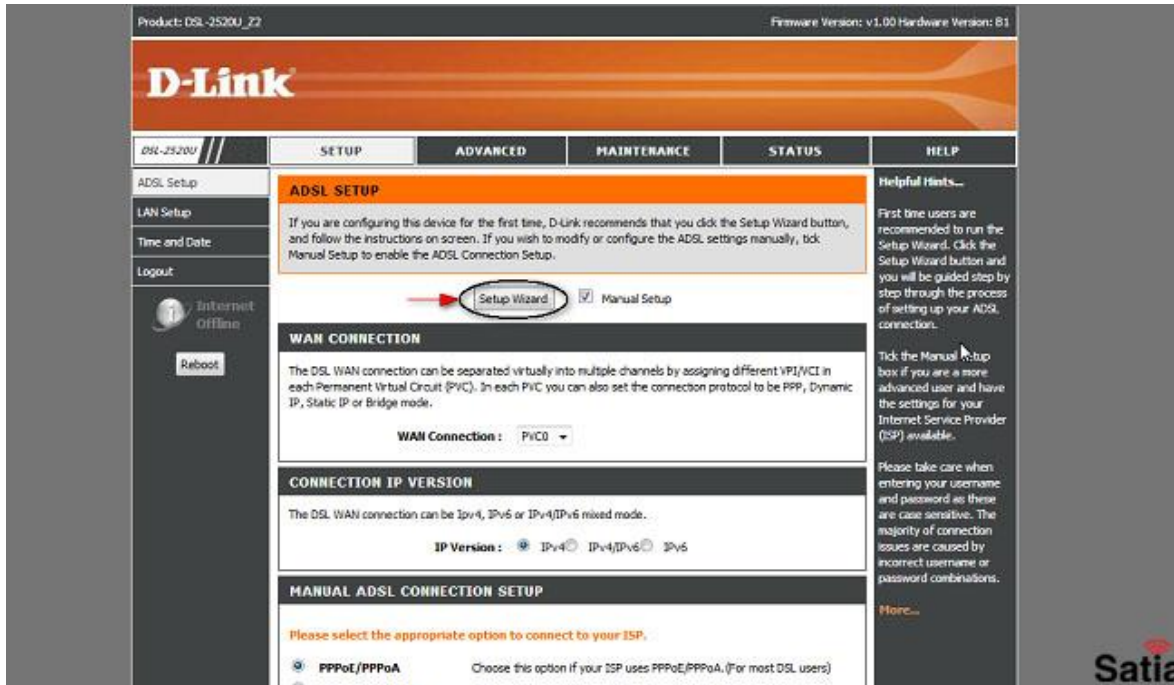 Product: DSL-2520U_Z2
Firmware Version: v1.00 Hardware Version: B1
D-Link
DSL-2520U
SETUP
ADVANCED
MAINTENANCE
STATUS
HELP
ADSL Setup
LAN Setup
Time and Date
Logout
Internet
Offline
Reboot
ADSL SETUP
If you are configuring this device for the first time, D-Link recommends that you click the Setup Wizard button,
and follow the instructions on screen. If you wish to modify or configure the ADSL settings manually, tick
Manual Setup to enable the ADSL Connection Setup.
Setup Wizard
Manual Setup
WAN CONNECTION
The DSL WAN connection can be separated virtually into multiple channels by assigning different VPI/VCI in
each Permanent Virtual Circuit (PVC). In each PVC you can also set the connection protocol to be PPP, Dynamic
IP, Static IP or Bridge mode.
WAN Connection : PVC0
CONNECTION IP VERSION
The DSL WAN connection can be Ipv4, IPv6 or IPv4/IPv6 mixed mode.
IP Version : IPv4 IPv4/IPv6 IPv6
MANUAL ADSL CONNECTION SETUP
Please select the appropriate option to connect to your ISP.
PPPoE/PPPoA Choose this option if your ISP uses PPPoE/PPPoA.(For most DSL users)
Helpful Hints...
First time users are
recommended to run the
Setup Wizard. Click the
Setup Wizard button and
you will be guided step by
step through the process
of setting up your ADSL
connection.
Tick the Manual Setup
box if you are a more
advanced user and have
the settings for your
Internet Service Provider
(ISP) available.
Please take care when
entering your username
and password as these
are case sensitive. The
majority of connection
issues are caused by
incorrect username or
password combinations.
More...
Satia